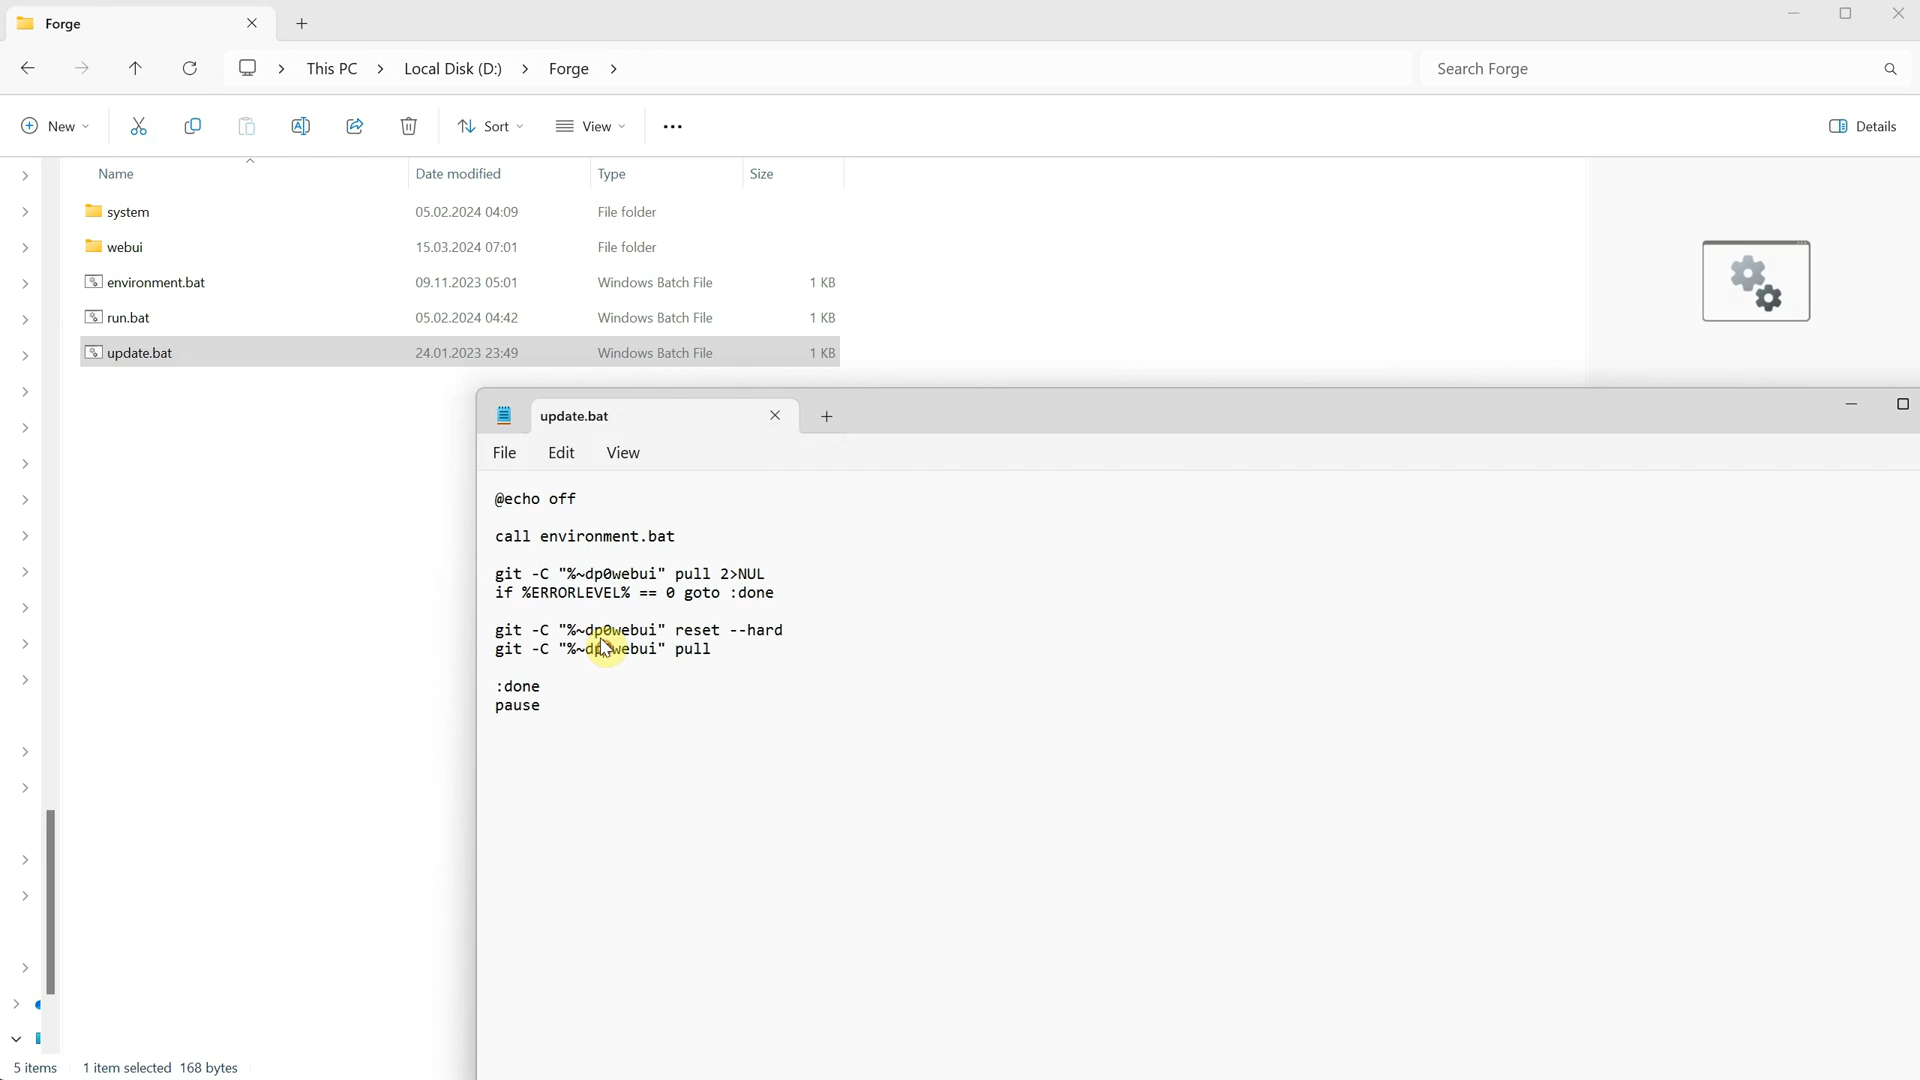 Forge
This PC
Local Disk (D:)
Forge
Search Forge
New
Sort
View
Details
Name
Date modified
Type
Size
system
05.02.2024 04:09
File folder
webui
15.03.2024 07:01
File folder
environment.bat
09.11.2023 05:01
Windows Batch File
1 KB
run.bat
05.02.2024 04:42
Windows Batch File
1 KB
update.bat
24.01.2023 23:49
Windows Batch File
1 KB
update.bat
File
Edit
View
@echo off
call environment.bat
git -C "%~dp0webui" pull 2>NUL
if %ERRORLEVEL% == 0 goto :done
git -C "%~dp0webui" reset --hard
git -C "%~dp0webui" pull
:done
pause
5 items
1 item selected 168 bytes